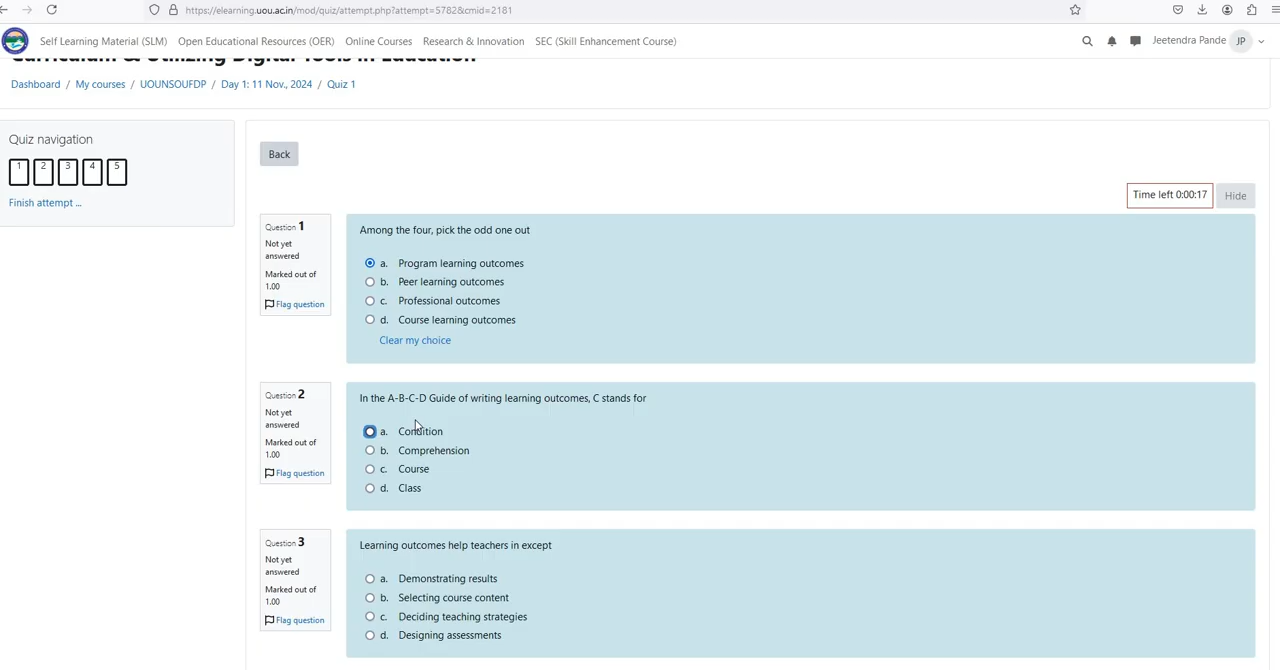 https://elearning.uou.ac.in/mod/quiz/attempt.php?attempt=5782&cmid=2181
Self Learning Material (SLM) Open Educational Resources (OER) Online Courses Research & Innovation SEC (Skill Enhancement Course) Jeetendra Pande JP
Curriculum & Utilizing Digital Tools in Education
Dashboard / My courses / UOUNSOUFDP / Day 1: 11 Nov., 2024 / Quiz 1
Quiz navigation
1 2 3 4 5
Finish attempt ...
Back
Time left 0:00:17 Hide
Question 1
Not yet
answered
Marked out of
1.00
Flag question
Among the four, pick the odd one out
a. Program learning outcomes
b. Peer learning outcomes
c. Professional outcomes
d. Course learning outcomes
Clear my choice
Question 2
Not yet
answered
Marked out of
1.00
Flag question
In the A-B-C-D Guide of writing learning outcomes, C stands for
a. Condition
b. Comprehension
c. Course
d. Class
Question 3
Not yet
answered
Marked out of
1.00
Flag question
Learning outcomes help teachers in except
a. Demonstrating results
b. Selecting course content
c. Deciding teaching strategies
d. Designing assessments